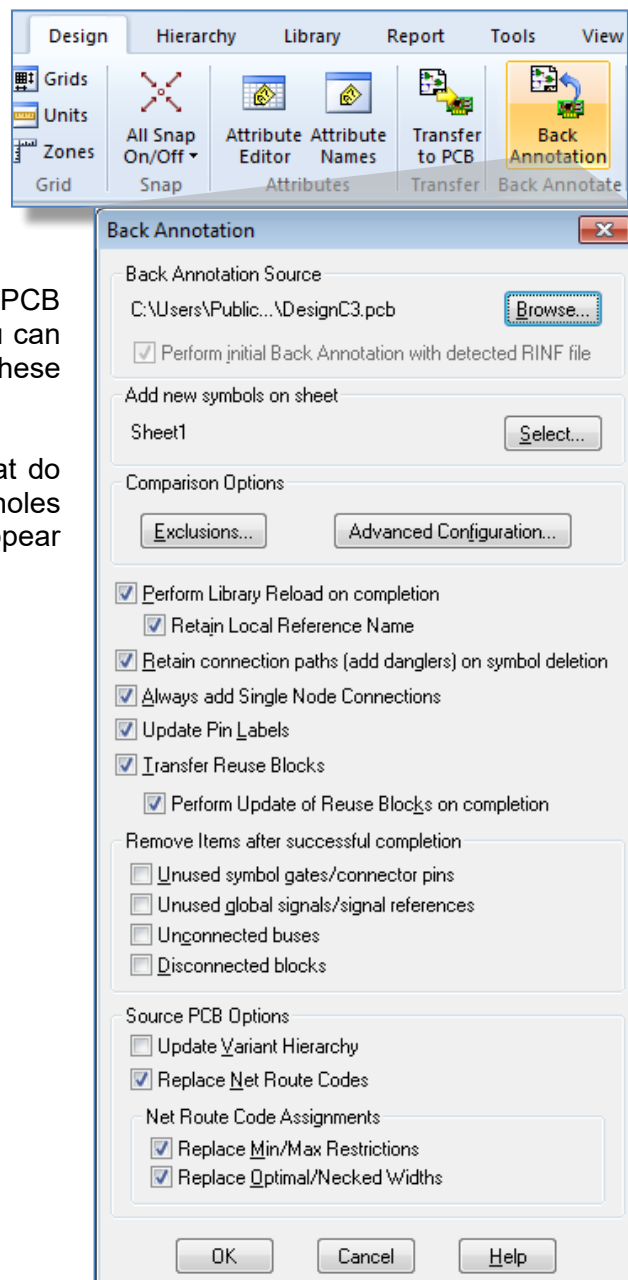 Design Hierarchy Library Report Tools View
Grids
Units
Zones
All Snap
On/Off
Attribute
Editor
Attribute
Names
Transfer
to PCB
Back
Annotation
Grid Snap Attributes Transfer Back Annotate
PCB
can
hese
at do
holes
pear
Back Annotation
Back Annotation Source
C:\Users\Public...\DesignC3.pcb Browse...
Perform initial Back Annotation with detected RINF file
Add new symbols on sheet
Sheet1 Select...
Comparison Options
Exclusions... Advanced Configuration...
Perform Library Reload on completion
Retain Local Reference Name
Retain connection paths (add danglers) on symbol deletion
Always add Single Node Connections
Update Pin Labels
Transfer Reuse Blocks
Perform Update of Reuse Blocks on completion
Remove Items after successful completion
Unused symbol gates/connector pins
Unused global signals/signal references
Unconnected buses
Disconnected blocks
Source PCB Options
Update Variant Hierarchy
Replace Net Route Codes
Net Route Code Assignments
Replace Min/Max Restrictions
Replace Optimal/Necked Widths
OK Cancel Help